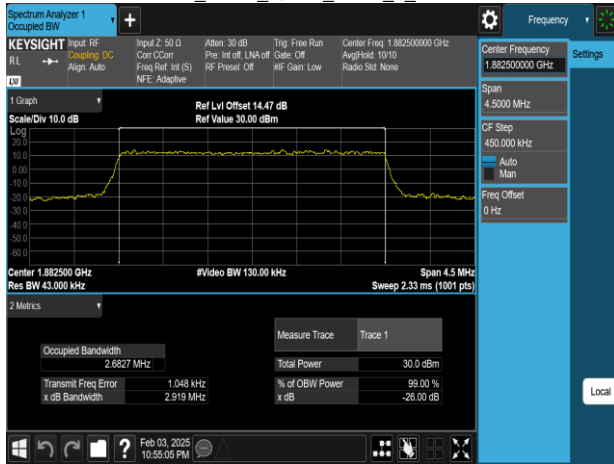 Spectrum Analyzer 1
Occupied BW
Frequency
KEYSIGHT
RL
LXI
Input: RF
Coupling: DC
Align: Auto
Input Z: 50 Ω
Corr CCorr
Freq Ref: Int (S)
NFE: Adaptive
Atten: 30 dB
Pre: Int off, LNA off
RF Preset: Off
Trig: Free Run
Gate: Off
#IF Gain: Low
Center Freq: 1.882500000 GHz
Avg|Hold: 10/10
Radio Std: None
Center Frequency
1.882500000 GHz
Settings
Span
4.5000 MHz
CF Step
450.000 kHz
Auto
Man
Freq Offset
0 Hz
Local
1 Graph
Scale/Div 10.0 dB
Ref Lvl Offset 14.47 dB
Ref Value 30.00 dBm
Log
20.0
10.0
0.00
-10.0
-20.0
-30.0
-40.0
-50.0
-60.0
Center 1.882500 GHz
Res BW 43.000 kHz
#Video BW 130.00 kHz
Span 4.5 MHz
Sweep 2.33 ms (1001 pts)
2 Metrics
Measure Trace Trace 1
Occupied Bandwidth
2.6827 MHz
Total Power 30.0 dBm
Transmit Freq Error 1.048 kHz
% of OBW Power 99.00 %
x dB Bandwidth 2.919 MHz
x dB -26.00 dB
?
Feb 03, 2025
10:55:05 PM